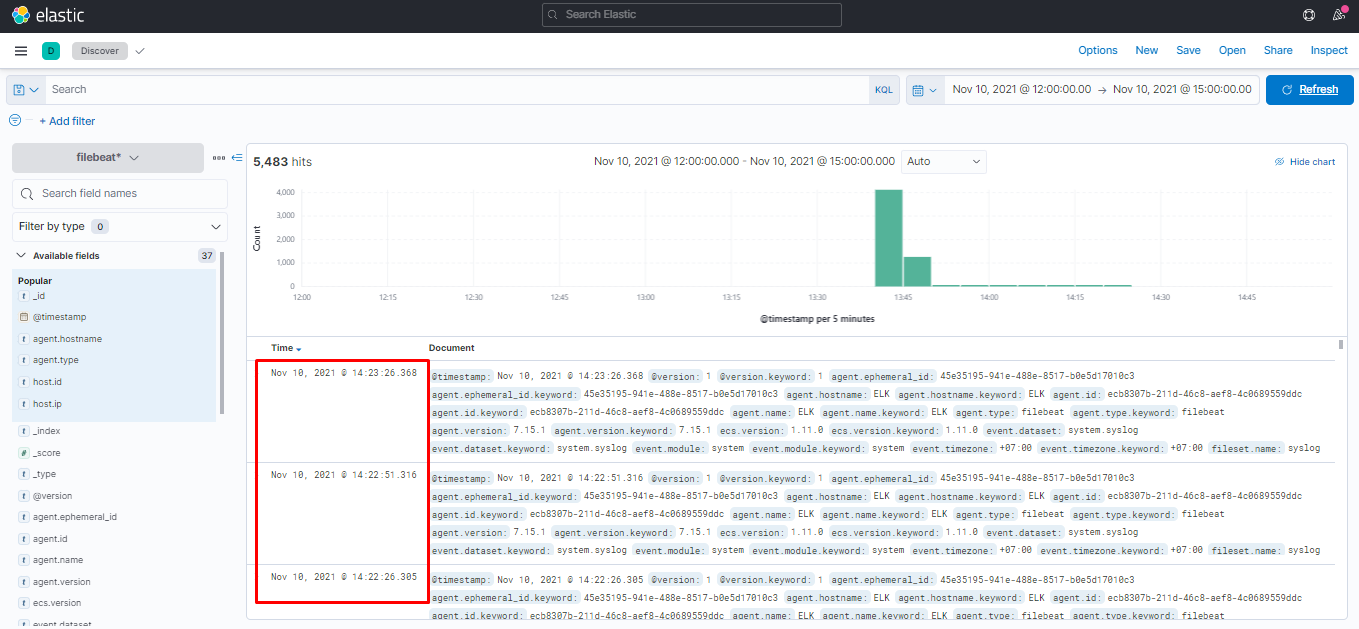 elastic
Search Elastic
D Discover
Options New Save Open Share Inspect
Search KQL
Nov 10, 2021 @ 12:00:00.00 → Nov 10, 2021 @ 15:00:00.00
Refresh
+ Add filter
filebeat*
Search field names
Filter by type 0
Available fields 37
Popular
t _id
@timestamp
t agent.hostname
t agent.type
t host.id
t host.ip
t _index
# _score
t _type
t @version
t agent.ephemeral_id
t agent.id
t agent.name
t agent.version
t ecs.version
t event.dataset
5,483 hits
Nov 10, 2021 @ 12:00:00.000 - Nov 10, 2021 @ 15:00:00.000 Auto
Hide chart
Count
4,000
3,000
2,000
1,000
0
12:00 12:15 12:30 12:45 13:00 13:15 13:30 13:45 14:00 14:15 14:30 14:45
@timestamp per 5 minutes
Time Document
Nov 10, 2021 @ 14:23:26.368
@timestamp: Nov 10, 2021 @ 14:23:26.368 @version: 1 @version.keyword: 1 agent.ephemeral_id: 45e35195-941e-488e-8517-b0e5d17010c3
agent.ephemeral_id.keyword: 45e35195-941e-488e-8517-b0e5d17010c3 agent.hostname: ELK agent.hostname.keyword: ELK agent.id: ecb8307b-211d-46c8-aef8-4c0689559ddc
agent.id.keyword: ecb8307b-211d-46c8-aef8-4c0689559ddc agent.name: ELK agent.name.keyword: ELK agent.type: filebeat agent.type.keyword: filebeat
agent.version: 7.15.1 agent.version.keyword: 7.15.1 ecs.version: 1.11.0 ecs.version.keyword: 1.11.0 event.dataset: system.syslog
event.dataset.keyword: system.syslog event.module: system event.module.keyword: system event.timezone: +07:00 event.timezone.keyword: +07:00 fileset.name: syslog
Nov 10, 2021 @ 14:22:51.316
@timestamp: Nov 10, 2021 @ 14:22:51.316 @version: 1 @version.keyword: 1 agent.ephemeral_id: 45e35195-941e-488e-8517-b0e5d17010c3
agent.ephemeral_id.keyword: 45e35195-941e-488e-8517-b0e5d17010c3 agent.hostname: ELK agent.hostname.keyword: ELK agent.id: ecb8307b-211d-46c8-aef8-4c0689559ddc
agent.id.keyword: ecb8307b-211d-46c8-aef8-4c0689559ddc agent.name: ELK agent.name.keyword: ELK agent.type: filebeat agent.type.keyword: filebeat
agent.version: 7.15.1 agent.version.keyword: 7.15.1 ecs.version: 1.11.0 ecs.version.keyword: 1.11.0 event.dataset: system.syslog
event.dataset.keyword: system.syslog event.module: system event.module.keyword: system event.timezone: +07:00 event.timezone.keyword: +07:00 fileset.name: syslog
Nov 10, 2021 @ 14:22:26.305
@timestamp: Nov 10, 2021 @ 14:22:26.305 @version: 1 @version.keyword: 1 agent.ephemeral_id: 45e35195-941e-488e-8517-b0e5d17010c3
agent.ephemeral_id.keyword: 45e35195-941e-488e-8517-b0e5d17010c3 agent.hostname: ELK agent.hostname.keyword: ELK agent.id: ecb8307b-211d-46c8-aef8-4c0689559ddc
agent.id.keyword: ecb8307b-211d-46c8-aef8-4c0689559ddc agent.name: ELK agent.name.keyword: ELK agent.type: filebeat agent.type.keyword: filebeat